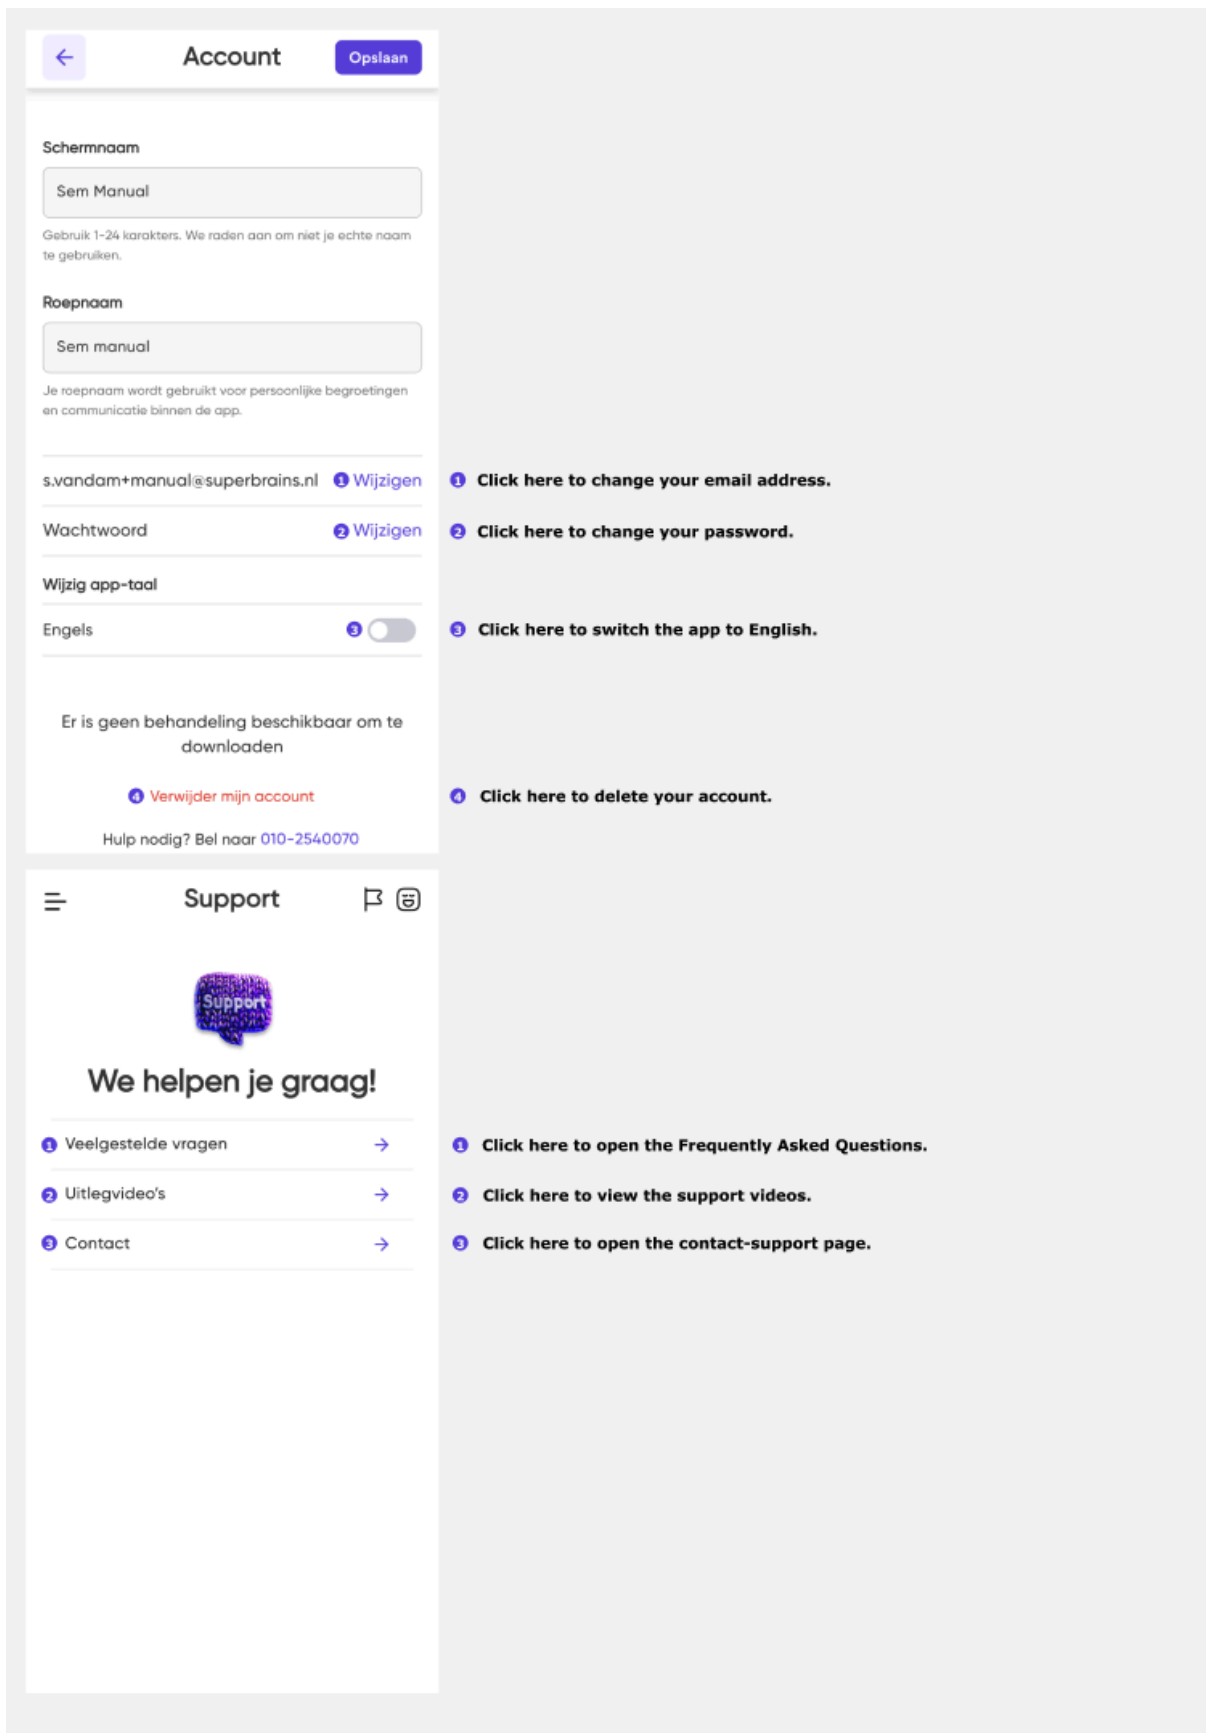 Account
Opslaan
Schermnaam
Sem Manual
Gebruik 1-24 karakters. We raden aan om niet je echte naam
te gebruiken.
Roepnaam
Sem manual
Je roepnaam wordt gebruikt voor persoonlijke begroetingen
en communicatie binnen de app.
s.vandam+manual@superbrains.nl 1 Wijzigen
1 Click here to change your email address.
Wachtwoord 2 Wijzigen
2 Click here to change your password.
Wijzig app-taal
Engels 3
3 Click here to switch the app to English.
Er is geen behandeling beschikbaar om te
downloaden
4 Verwijder mijn account
4 Click here to delete your account.
Hulp nodig? Bel naar 010-2540070
Support
Support
We helpen je graag!
1 Veelgestelde vragen →
1 Click here to open the Frequently Asked Questions.
2 Uitlegvideo's →
2 Click here to view the support videos.
3 Contact →
3 Click here to open the contact-support page.